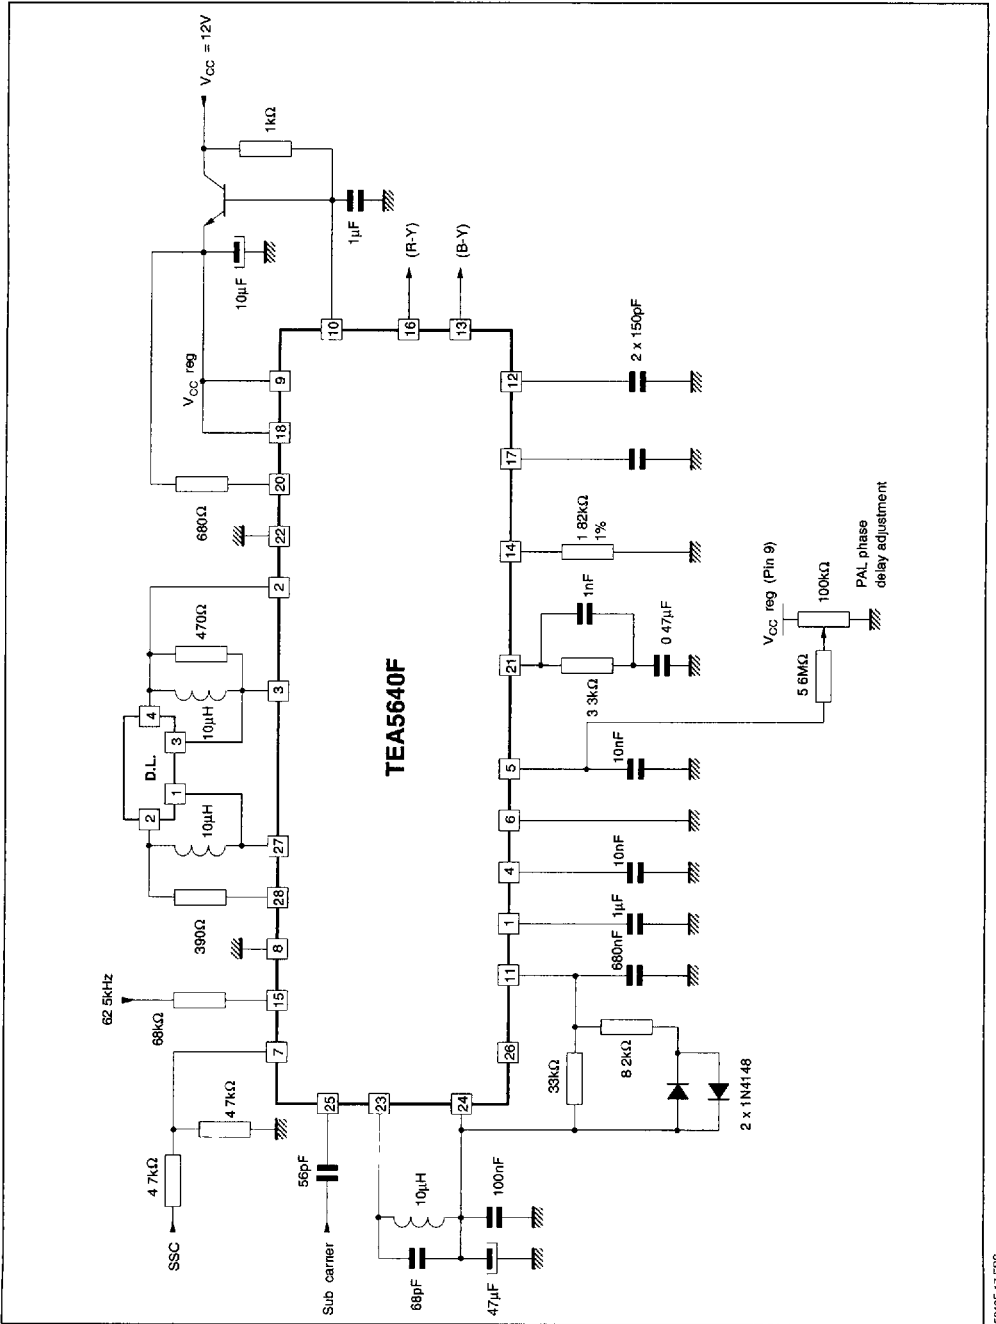 V_CC = 12V
1kΩ
1µF
10µF
V_CC reg
(R-Y)
(B-Y)
10
16
13
9
18
20
680Ω
22
2
470Ω
3
10µH
4
3
D.L.
1
2
10µH
27
28
390Ω
8
62 5kHz
68kΩ
15
7
4 7kΩ
4 7kΩ
SSC
TEA5640F
12
2 x 150pF
17
14
1 82kΩ
1%
21
1nF
3 3kΩ
0 47µF
V_CC reg (Pin 9)
100kΩ
PAL phase
delay adjustment
5 6MΩ
5
10nF
6
4
10nF
1
1µF
11
680nF
26
33kΩ
8 2kΩ
2 x 1N4148
25
23
24
56pF
Sub carrier
10µH
68pF
100nF
47µF